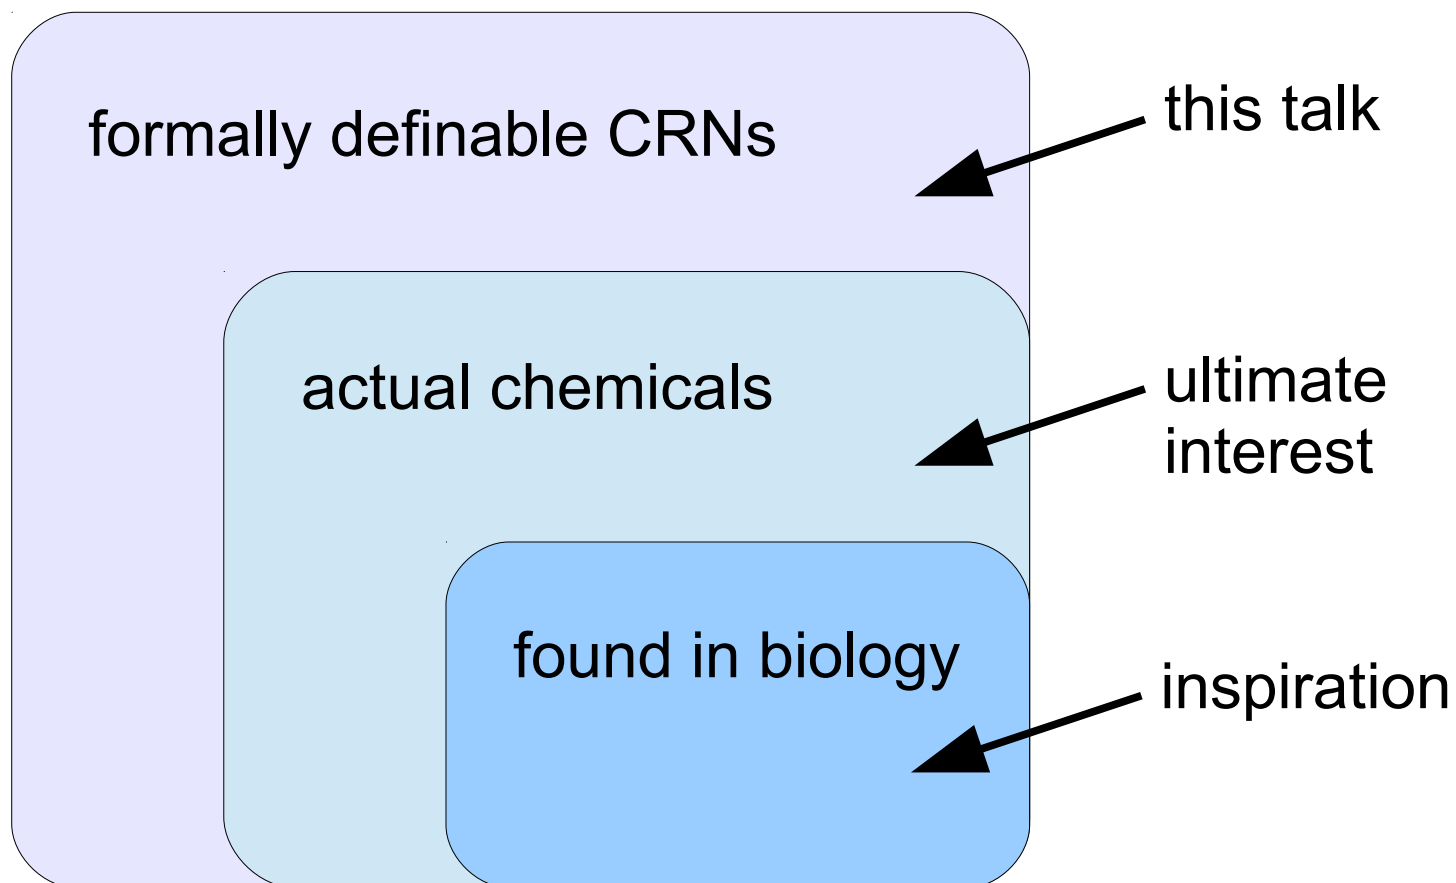 formally definable CRNs
this talk
actual chemicals
ultimate
interest
found in biology
inspiration